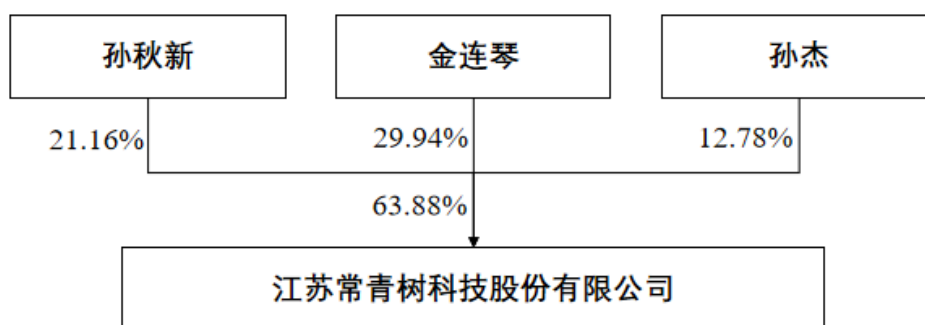 孙秋新
金连琴
孙杰
21.16%
29.94%
12.78%
63.88%
江苏常青树科技股份有限公司